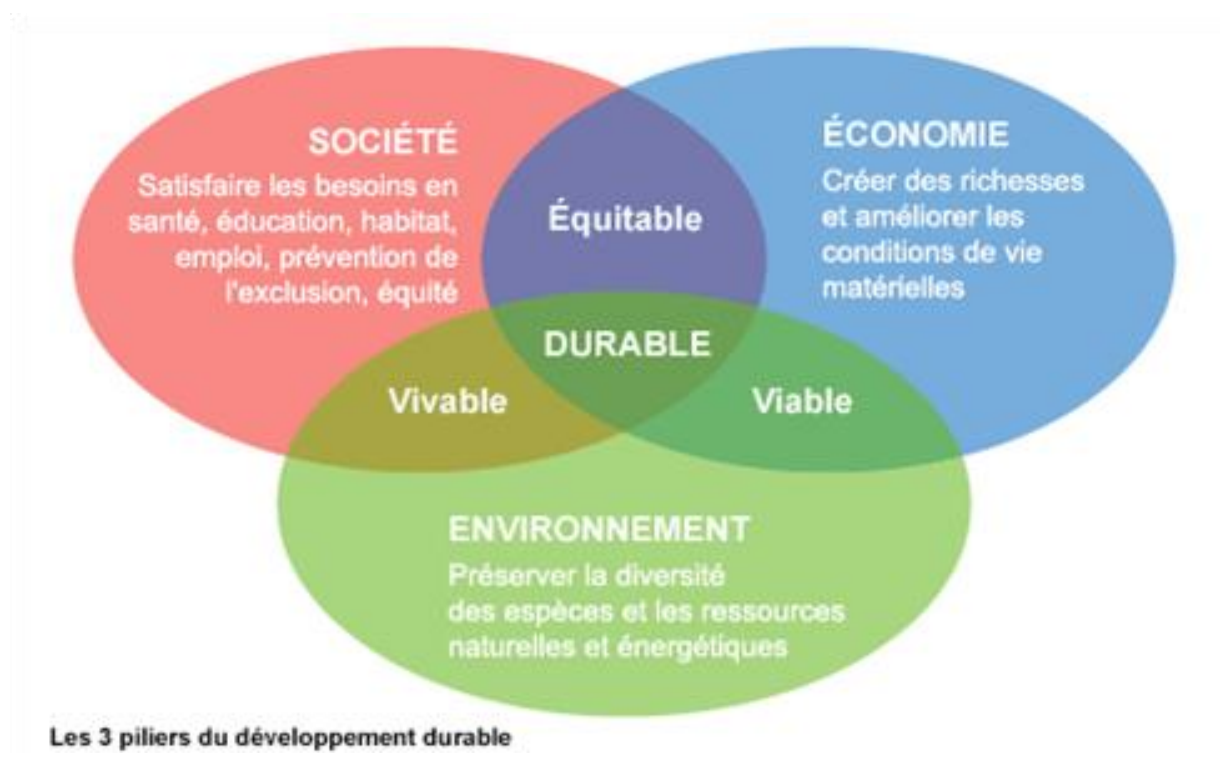 SOCIÉTÉ
Satisfaire les besoins en
santé, éducation, habitat,
emploi, prévention de
l'exclusion, équité
Équitable
ÉCONOMIE
Créer des richesses
et améliorer les
conditions de vie
matérielles
DURABLE
Vivable
Viable
ENVIRONNEMENT
Préserver la diversité
des espèces et les ressources
naturelles et énergétiques
Les 3 piliers du développement durable